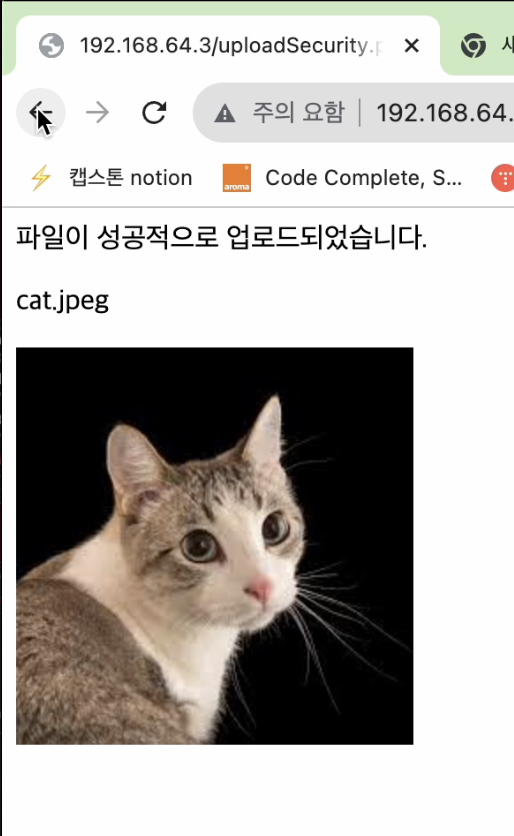 192.168.64.3/uploadSecurity.p
주의 요함 192.168.64.
캡스톤 notion
aroma
Code Complete, S...
파일이 성공적으로 업로드되었습니다.
cat.jpeg